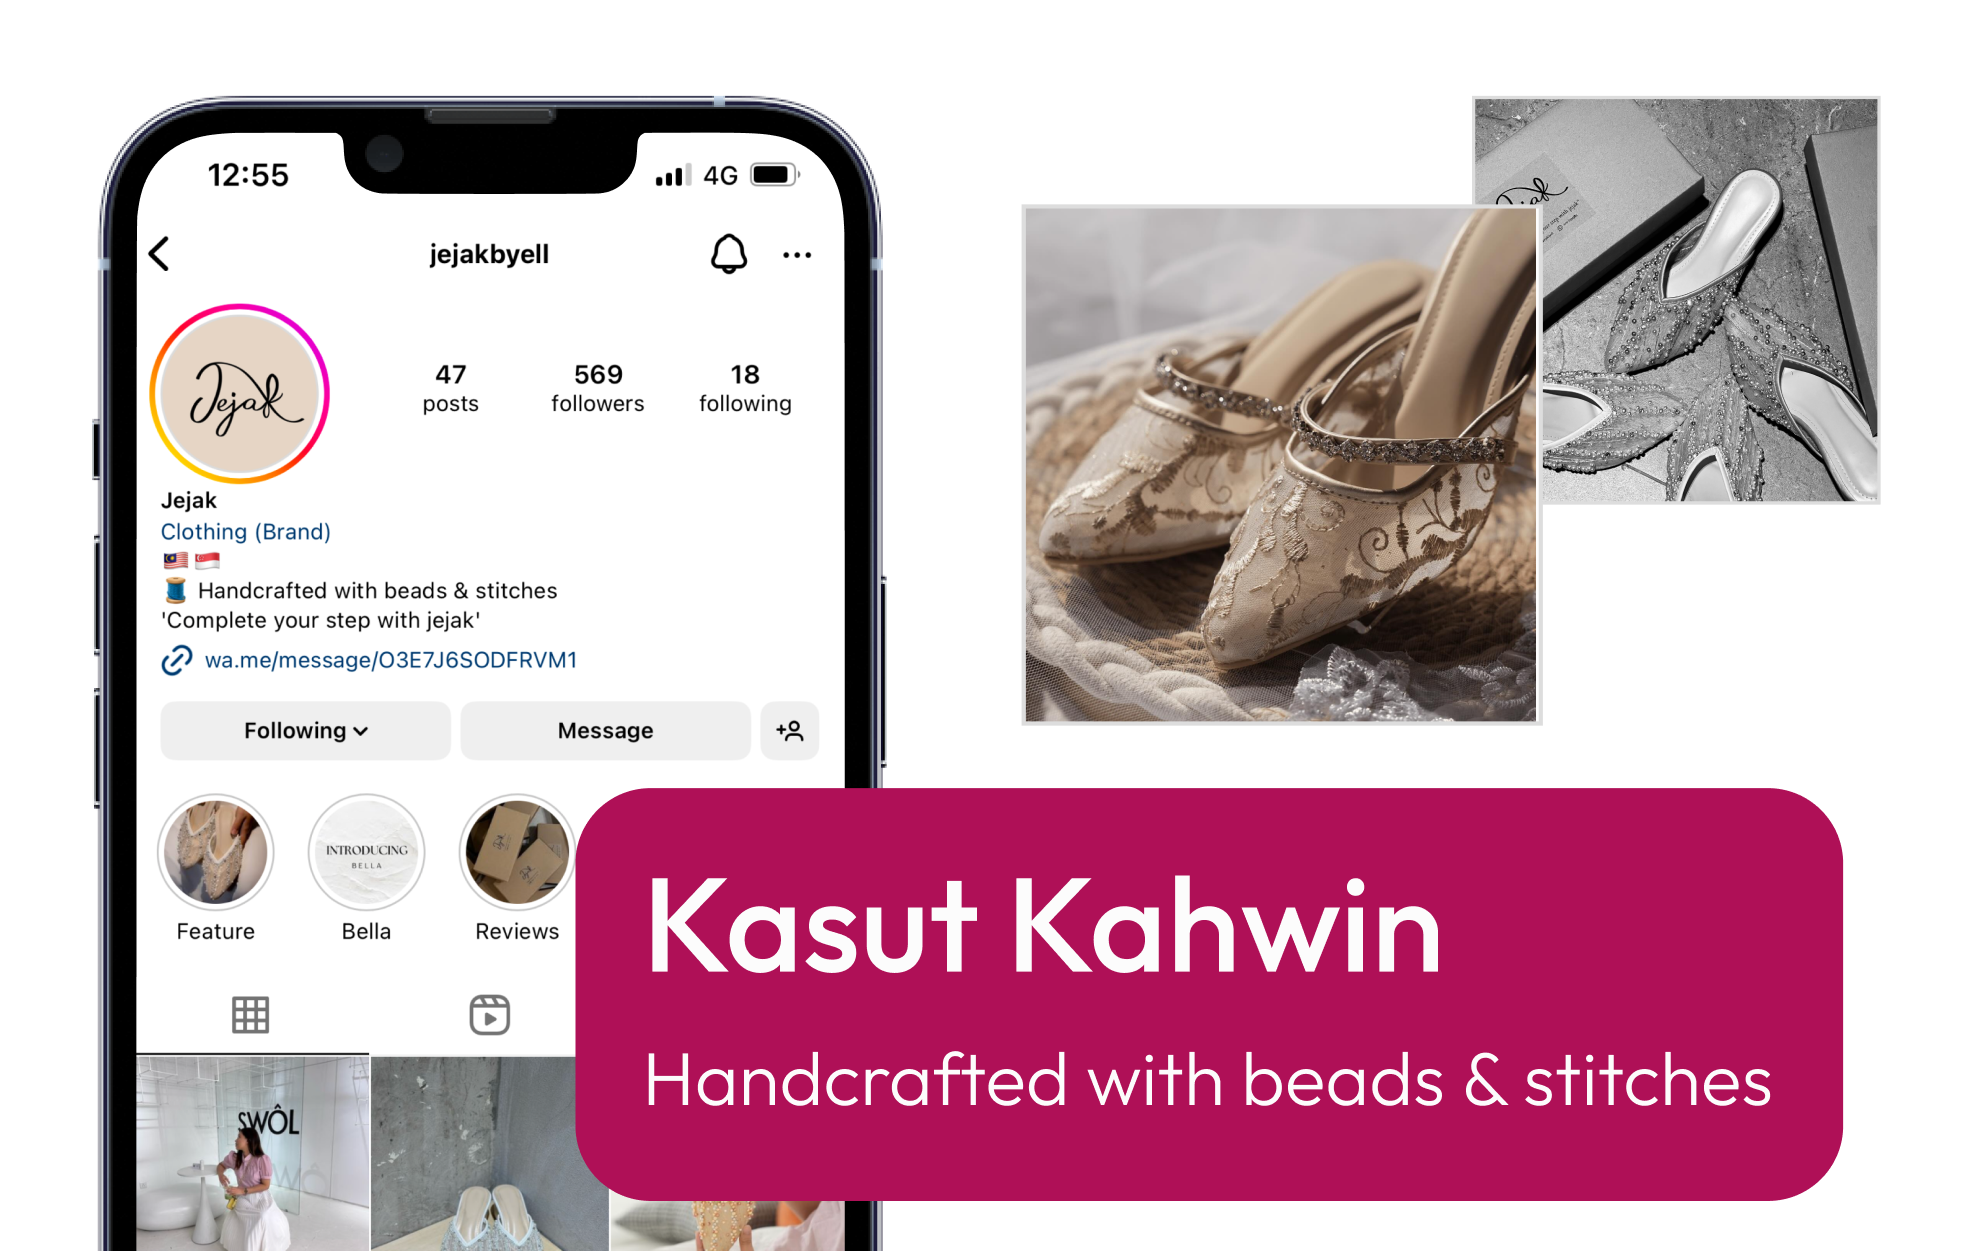 12:55
4G
jejakbyell
Jejak
47
posts
569
followers
18
following
Jejak
Clothing (Brand)
Handcrafted with beads & stitches
'Complete your step with jejak'
wa.me/message/O3E7J6SODFRVM1
Following
Message
INTRODUCING
BELLA
Feature
Bella
Reviews
SWÔL
Jejak
Kasut Kahwin
Handcrafted with beads & stitches